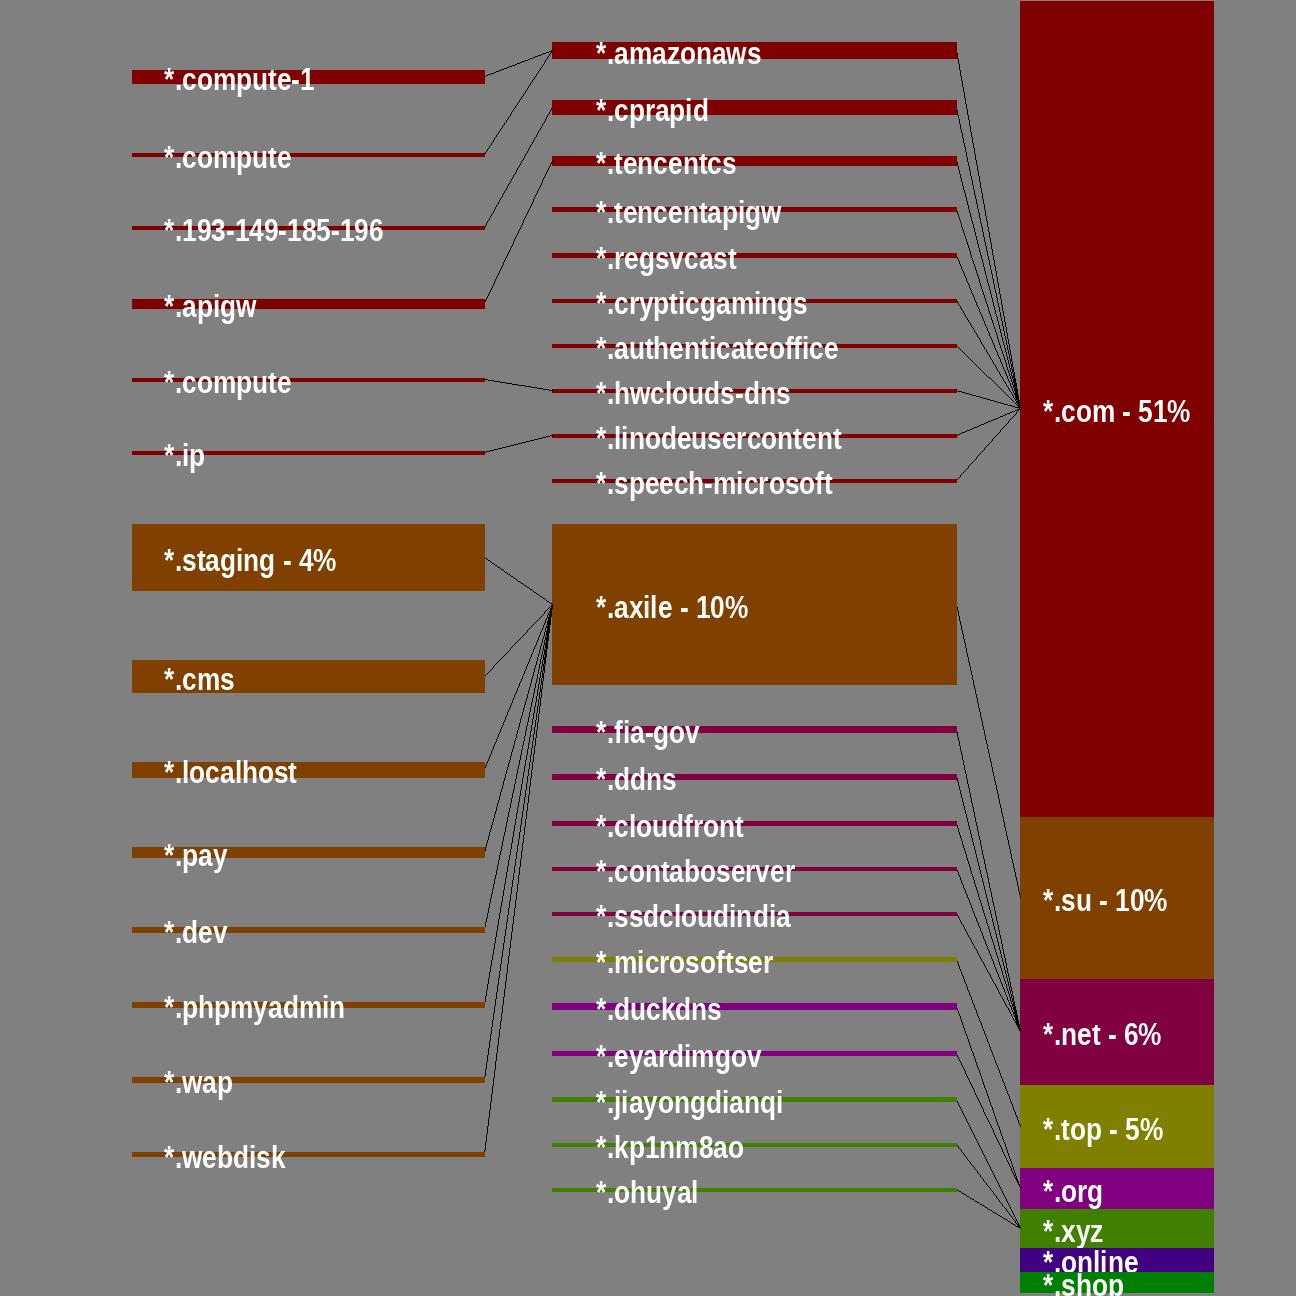 *.compute-1
*.compute
*.193-149-185-196
*.apigw
*.compute
*.ip
*.staging - 4%
*.cms
*.localhost
*.pay
*.dev
*.phpmyadmin
*.wap
*.webdisk
*.amazonaws
*.cprapid
*.tencentcs
*.tencentapigw
*.regsvcast
*.crypticgamings
*.authenticateoffice
*.hwclouds-dns
*.linodeusercontent
*.speech-microsoft
*.axile - 10%
*.fia-gov
*.ddns
*.cloudfront
*.contaboserver
*.ssdcloudindia
*.microsoftser
*.duckdns
*.eyardimgov
*.jiayongdianqi
*.kp1nm8ao
*.ohuyal
*.com - 51%
*.su - 10%
*.net - 6%
*.top - 5%
*.org
*.xyz
*.online
*.shop